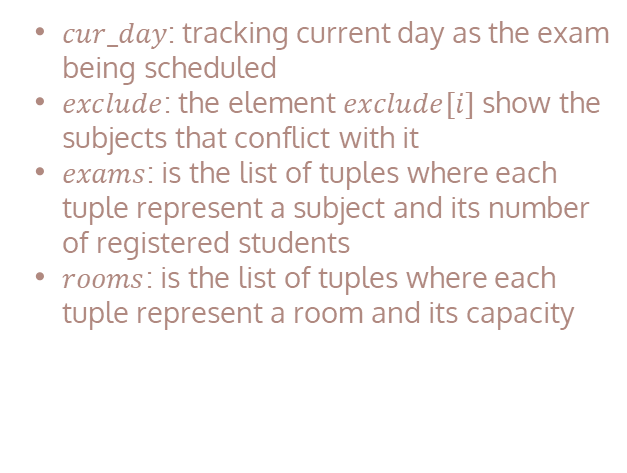 • cur_day: tracking current day as the exam
being scheduled
• exclude: the element exclude[i] show the
subjects that conflict with it
• exams: is the list of tuples where each
tuple represent a subject and its number
of registered students
• rooms: is the list of tuples where each
tuple represent a room and its capacity